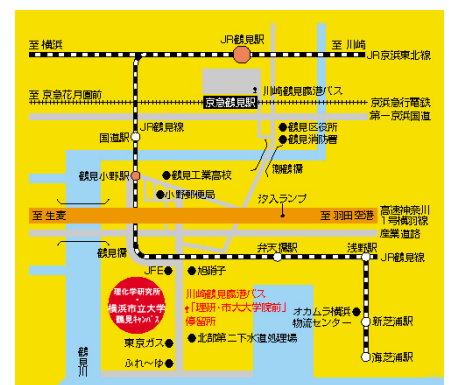 JR鶴見駅
至 横浜
至 川崎
JR京浜東北線
川崎鶴見臨港バス
至 京急花月園前
京急鶴見駅
京浜急行電鉄
第一京浜国道
JR鶴見線
鶴見区役所
国道駅
鶴見消防署
潮鶴橋
鶴見小野駅
鶴見工業高校
小野郵便局
汐入ランプ
至 生麦
至 羽田空港
高速神奈川
1号横羽線
産業道路
鶴見橋
弁天橋駅
浅野駅
JR鶴見線
JFE
旭硝子
理化学研究所
・
横浜市立大学
鶴見キャンパス
川崎鶴見臨港バス
「理研・市大大学院前」
停留所
オカムラ横浜
物流センター
新芝浦駅
東京ガス
北部第二下水道処理場
鶴見川
ふれ〜ゆ
海芝浦駅